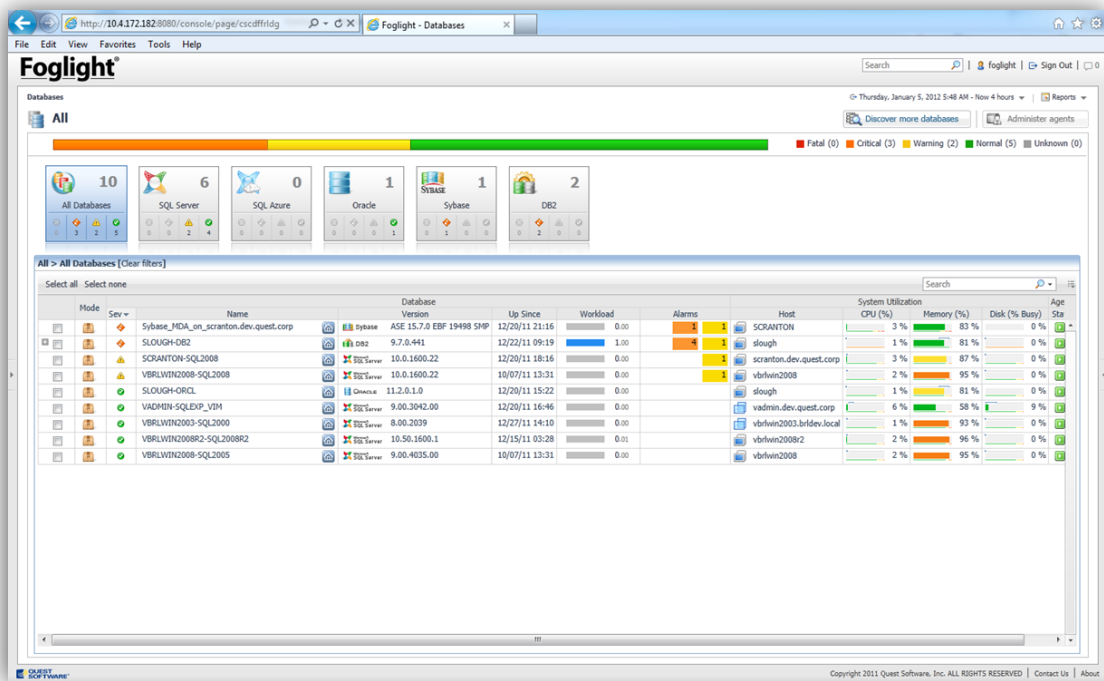 http://10.4.172.182:8080/console/page/cscdffrldg
Foglight - Databases
File Edit View Favorites Tools Help
Foglight®
Search
foglight | Sign Out | 0
Databases
Thursday, January 5, 2012 5:48 AM - Now 4 hours | Reports
All
Discover more databases
Administer agents
Fatal (0) Critical (3) Warning (2) Normal (5) Unknown (0)
10 6 0 1 SYBASE 1 2
All Databases SQL Server SQL Azure Oracle Sybase DB2
0 3 2 5 0 0 2 4 0 0 0 0 0 0 0 1 0 1 0 0 0 2 0 0
All > All Databases [Clear filters]
Select all Select none
Search
Database System Utilization Age
Mode Sev Name Version Up Since Workload Alarms Host CPU (%) Memory (%) Disk (% Busy) Sta
Sybase_MDA_on_scranton.dev.quest.corp Sybase ASE 15.7.0 EBF 19498 SMP 12/20/11 21:16 0.00 1 1 SCRANTON 3 % 83 % 0 %
SLOUGH-DB2 DB2 9.7.0.441 12/22/11 09:19 1.00 4 1 slough 1 % 81 % 0 %
SCRANTON-SQL2008 SQL Server 10.0.1600.22 12/20/11 18:16 0.00 1 scranton.dev.quest.corp 3 % 87 % 0 %
VBRLWIN2008-SQL2008 SQL Server 10.0.1600.22 10/07/11 13:31 0.00 1 vbrlwin2008 2 % 95 % 0 %
SLOUGH-ORCL ORACLE 11.2.0.1.0 12/20/11 15:22 0.00 slough 1 % 81 % 0 %
VADMIN-SQLEXP_VIM SQL Server 9.00.3042.00 12/20/11 16:46 0.00 vadmin.dev.quest.corp 6 % 58 % 9 %
VBRLWIN2003-SQL2000 SQL Server 8.00.2039 12/27/11 14:10 0.00 vbrlwin2003.brldev.local 1 % 93 % 0 %
VBRLWIN2008R2-SQL2008R2 SQL Server 10.50.1600.1 12/15/11 03:28 0.01 vbrlwin2008r2 2 % 96 % 0 %
VBRLWIN2008-SQL2005 SQL Server 9.00.4035.00 10/07/11 13:31 0.00 vbrlwin2008 2 % 95 % 0 %
QUEST SOFTWARE
Copyright 2011 Quest Software, Inc. ALL RIGHTS RESERVED | Contact Us | About